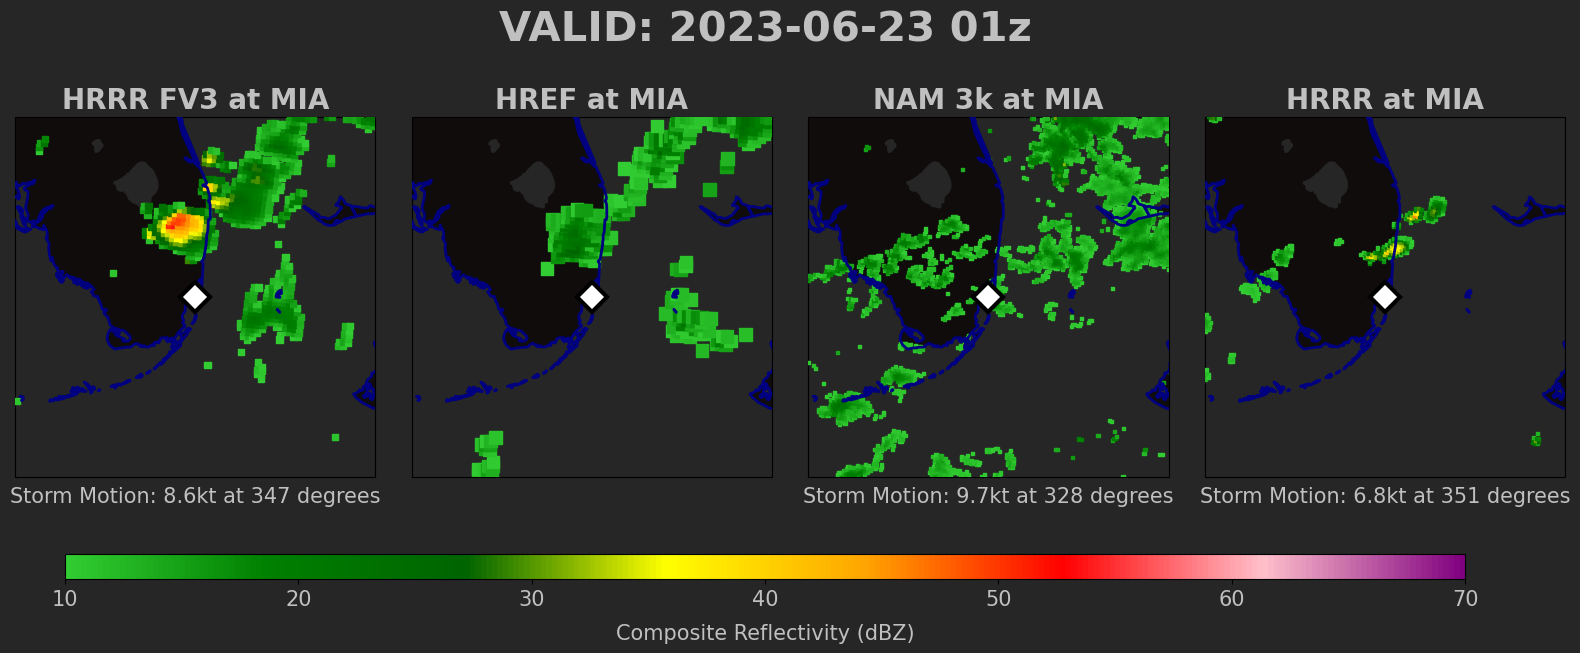 VALID: 2023-06-23 01z
HRRR FV3 at MIA
HREF at MIA
NAM 3k at MIA
HRRR at MIA
Storm Motion: 8.6kt at 347 degrees
Storm Motion: 9.7kt at 328 degrees
Storm Motion: 6.8kt at 351 degrees
10 20 30 40 50 60 70
Composite Reflectivity (dBZ)